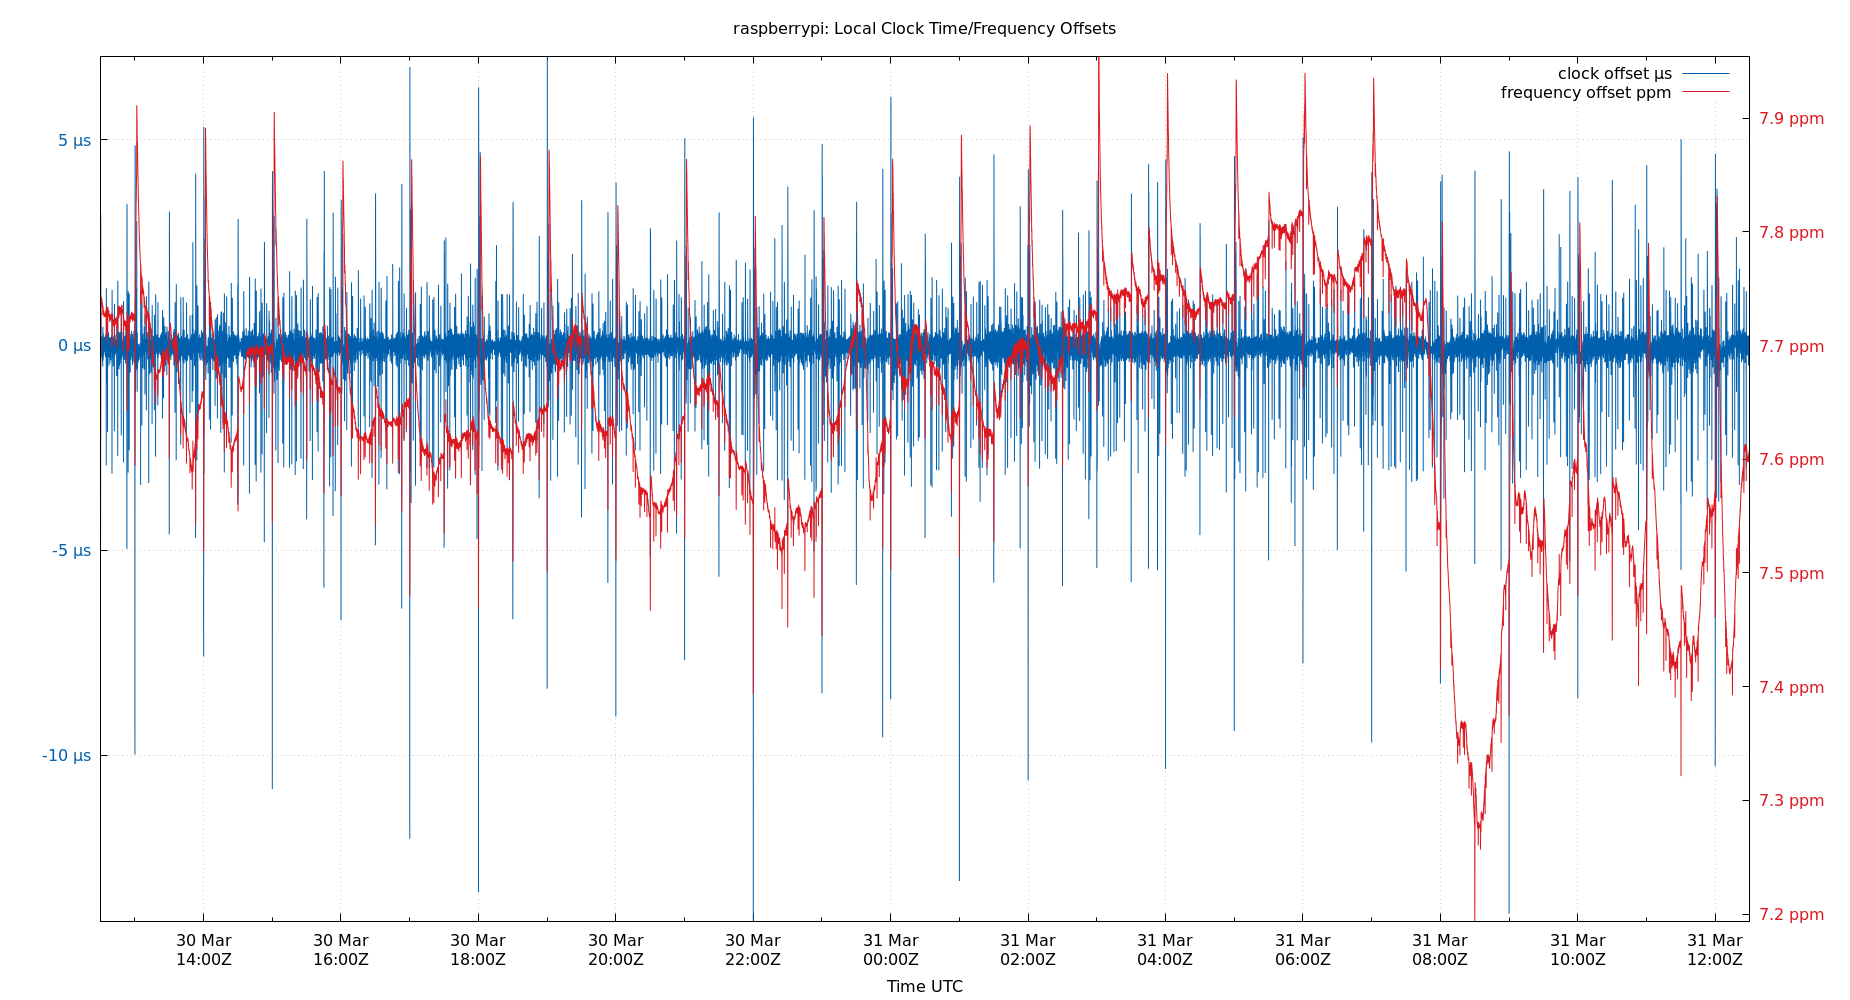 raspberrypi: Local Clock Time/Frequency Offsets
clock offset µs
frequency offset ppm
5 µs
0 µs
-5 µs
-10 µs
7.9 ppm
7.8 ppm
7.7 ppm
7.6 ppm
7.5 ppm
7.4 ppm
7.3 ppm
7.2 ppm
30 Mar
14:00Z
30 Mar
16:00Z
30 Mar
18:00Z
30 Mar
20:00Z
30 Mar
22:00Z
31 Mar
00:00Z
31 Mar
02:00Z
31 Mar
04:00Z
31 Mar
06:00Z
31 Mar
08:00Z
31 Mar
10:00Z
31 Mar
12:00Z
Time UTC